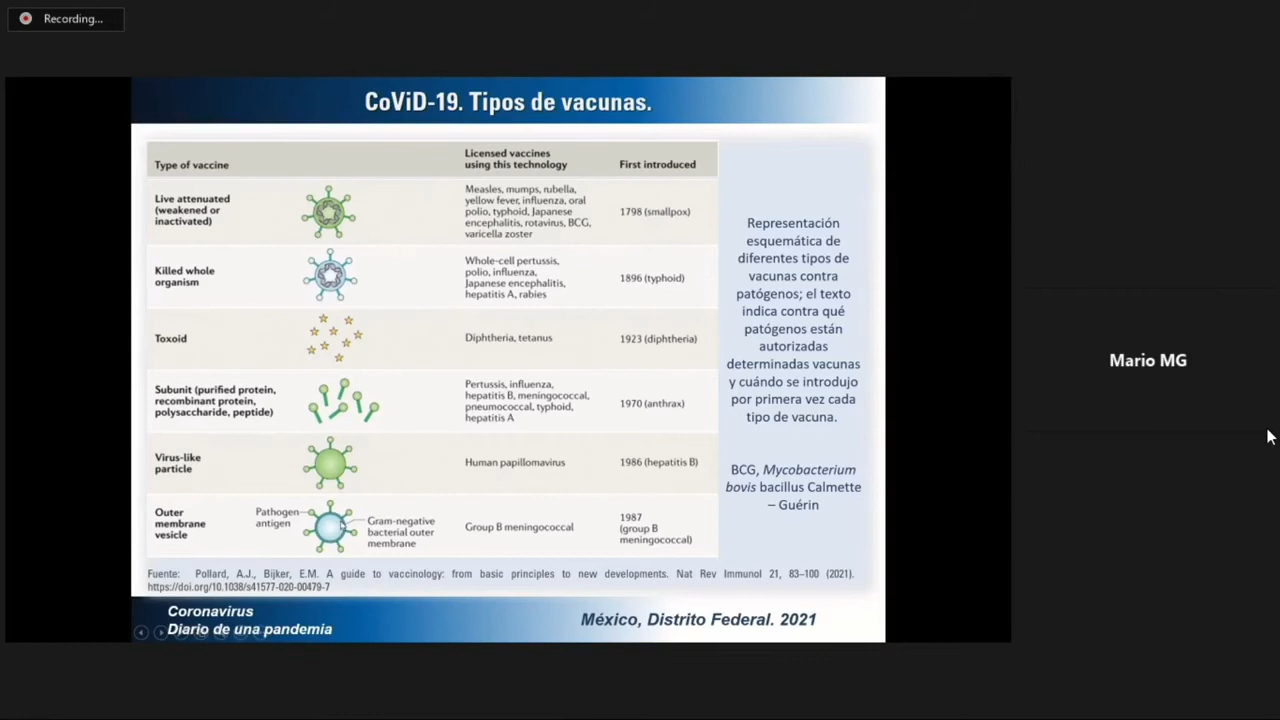 Recording...
CoViD-19. Tipos de vacunas.
Type of vaccine
Licensed vaccines
using this technology
First introduced
Live attenuated
(weakened or
inactivated)
Measles, mumps, rubella,
yellow fever, influenza, oral
polio, typhoid, Japanese
encephalitis, rotavirus, BCG,
varicella zoster
1798 (smallpox)
Killed whole
organism
Whole-cell pertussis,
polio, influenza,
Japanese encephalitis,
hepatitis A, rabies
1896 (typhoid)
Toxoid
Diphtheria, tetanus
1923 (diphtheria)
Subunit (purified protein,
recombinant protein,
polysaccharide, peptide)
Pertussis, influenza,
hepatitis B, meningococcal,
pneumococcal, typhoid,
hepatitis A
1970 (anthrax)
Virus-like
particle
Human papillomavirus
1986 (hepatitis B)
Outer
membrane
vesicle
Pathogen
antigen
Gram-negative
bacterial outer
membrane
Group B meningococcal
1987
(group B
meningococcal)
Representación
esquemática de
diferentes tipos de
vacunas contra
patógenos; el texto
indica contra qué
patógenos están
autorizadas
determinadas vacunas
y cuándo se introdujo
por primera vez cada
tipo de vacuna.
BCG, Mycobacterium
bovis bacillus Calmette
– Guérin
Fuente: Pollard, A.J., Bijker, E.M. A guide to vaccinology: from basic principles to new developments. Nat Rev Immunol 21, 83–100 (2021).
https://doi.org/10.1038/s41577-020-00479-7
Coronavirus
Diario de una pandemia
México, Distrito Federal. 2021
Mario MG